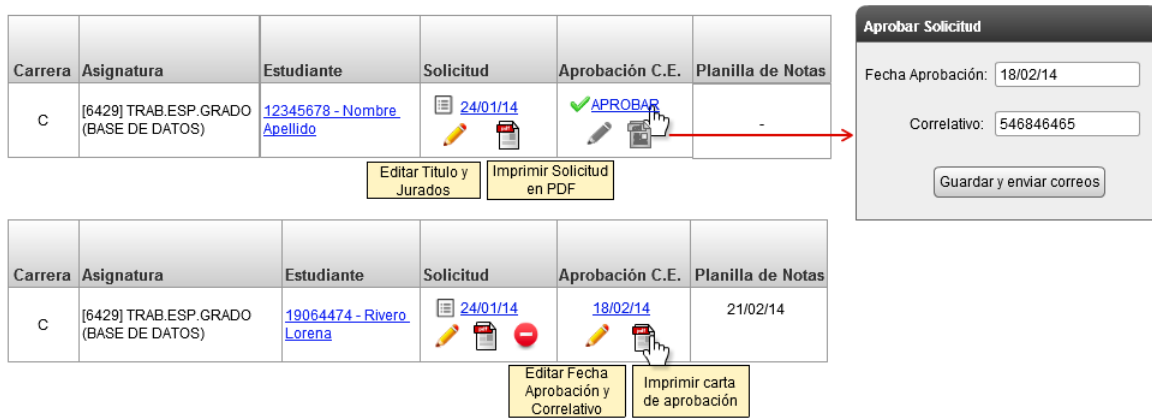 Carrera Asignatura Estudiante Solicitud Aprobación C.E. Planilla de Notas
C
[6429] TRAB.ESP.GRADO
(BASE DE DATOS)
12345678 - Nombre
Apellido
24/01/14
APROBAR
-
Editar Titulo y
Jurados
Imprimir Solicitud
en PDF
Aprobar Solicitud
Fecha Aprobación: 18/02/14
Correlativo: 546846465
Guardar y enviar correos
Carrera Asignatura Estudiante Solicitud Aprobación C.E. Planilla de Notas
C
[6429] TRAB.ESP.GRADO
(BASE DE DATOS)
19064474 - Rivero
Lorena
24/01/14
18/02/14
21/02/14
Editar Fecha
Aprobación y
Correlativo
Imprimir carta
de aprobación